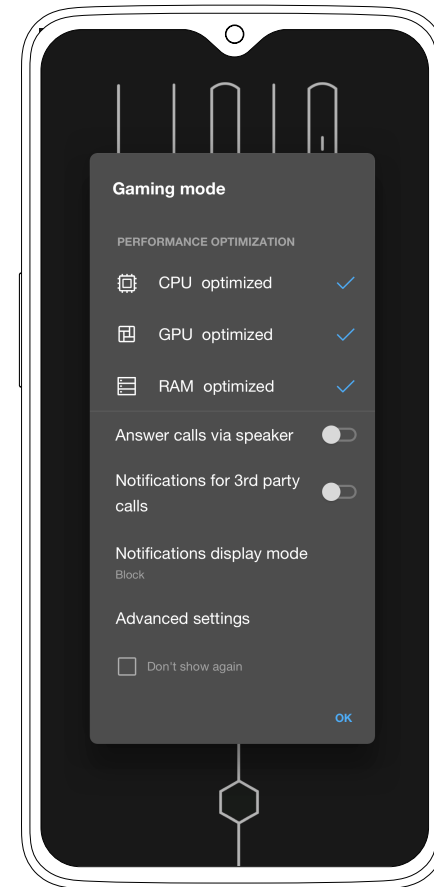 Gaming mode
PERFORMANCE OPTIMIZATION
CPU optimized
GPU optimized
RAM optimized
Answer calls via speaker
Notifications for 3rd party
calls
Notifications display mode
Block
Advanced settings
Don't show again
OK